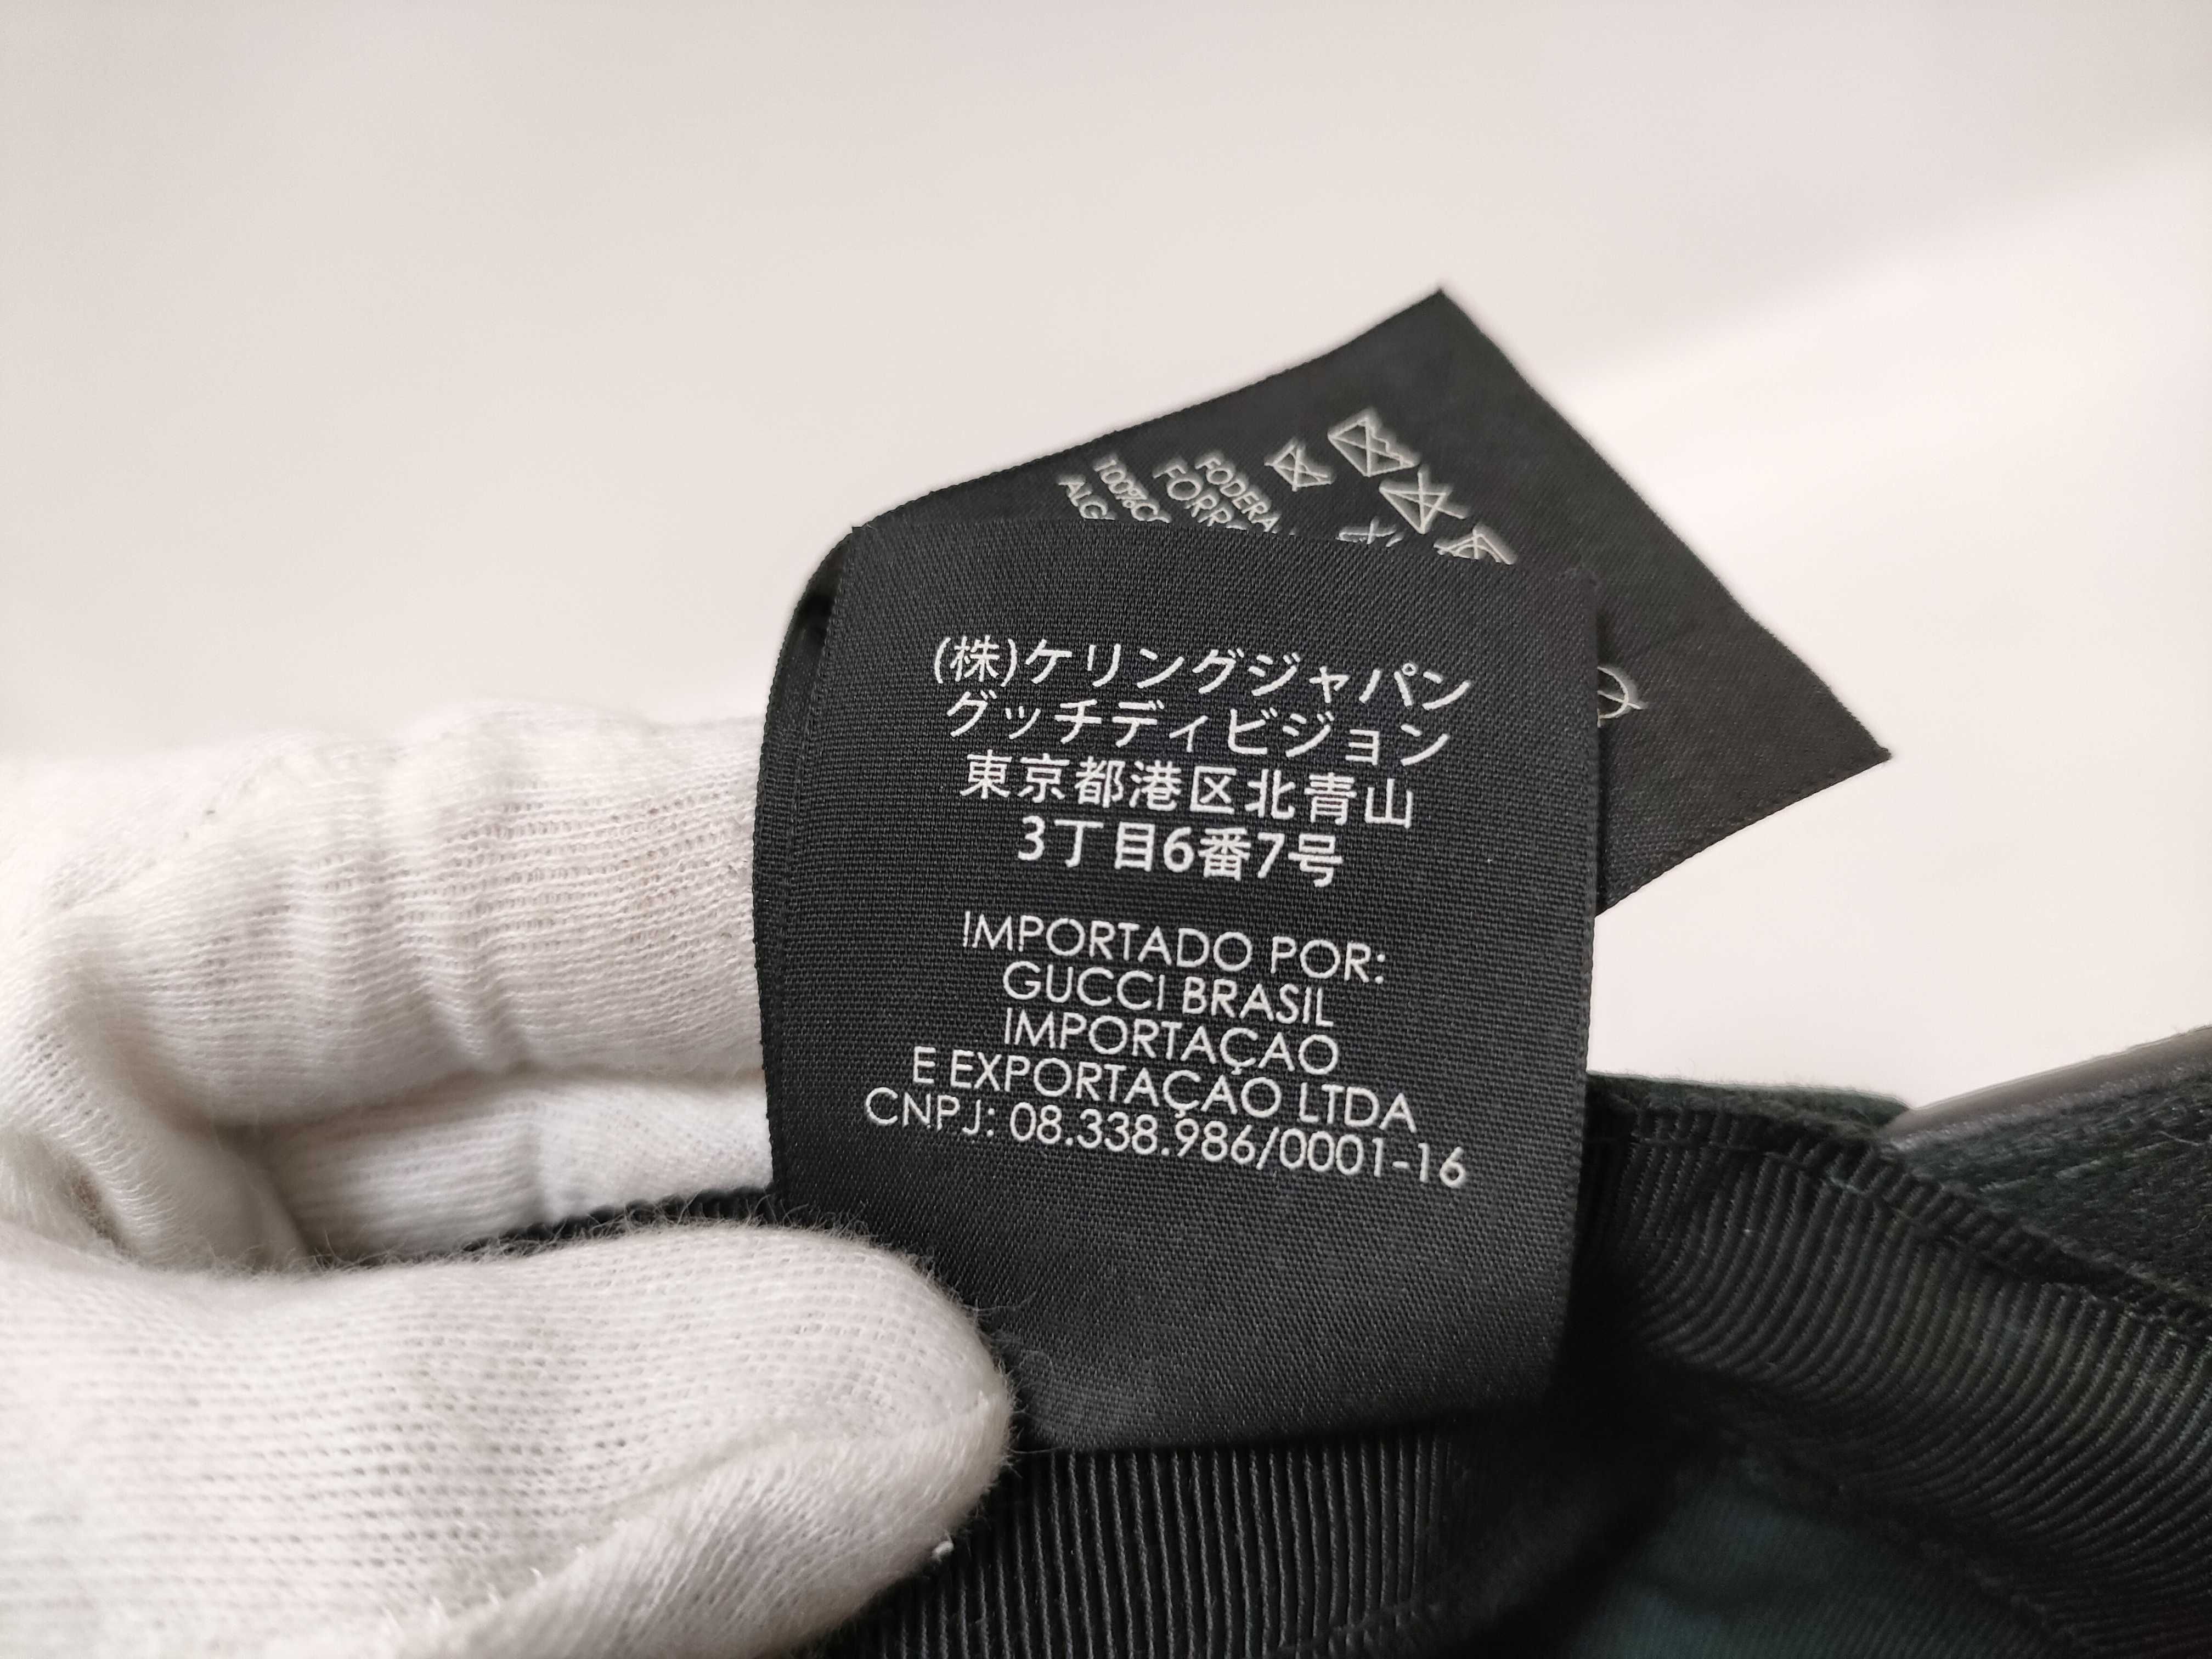 (株)ケリングジャパン
グッチディビジョン
東京都港区北青山
3丁目6番7号
IMPORTADO POR:
GUCCI BRASIL
IMPORTAÇAO
E EXPORTAÇAO LTDA
CNPJ: 08.338.986/0001-16
FODERA